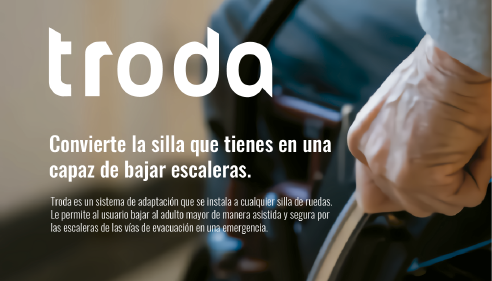 troda
Convierte la silla que tienes en una
capaz de bajar escaleras.
Troda es un sistema de adaptación que se instala a cualquier silla de ruedas.
Le permite al usuario bajar al adulto mayor de manera asistida y segura por
las escaleras de las vías de evacuación en una emergencia.